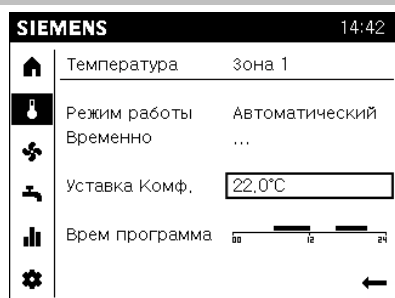 SIEMENS 14:42
Температура Зона 1
Режим работы Автоматический
Временно ...
Уставка Комф. 22,0°C
Врем программа
00 12 24